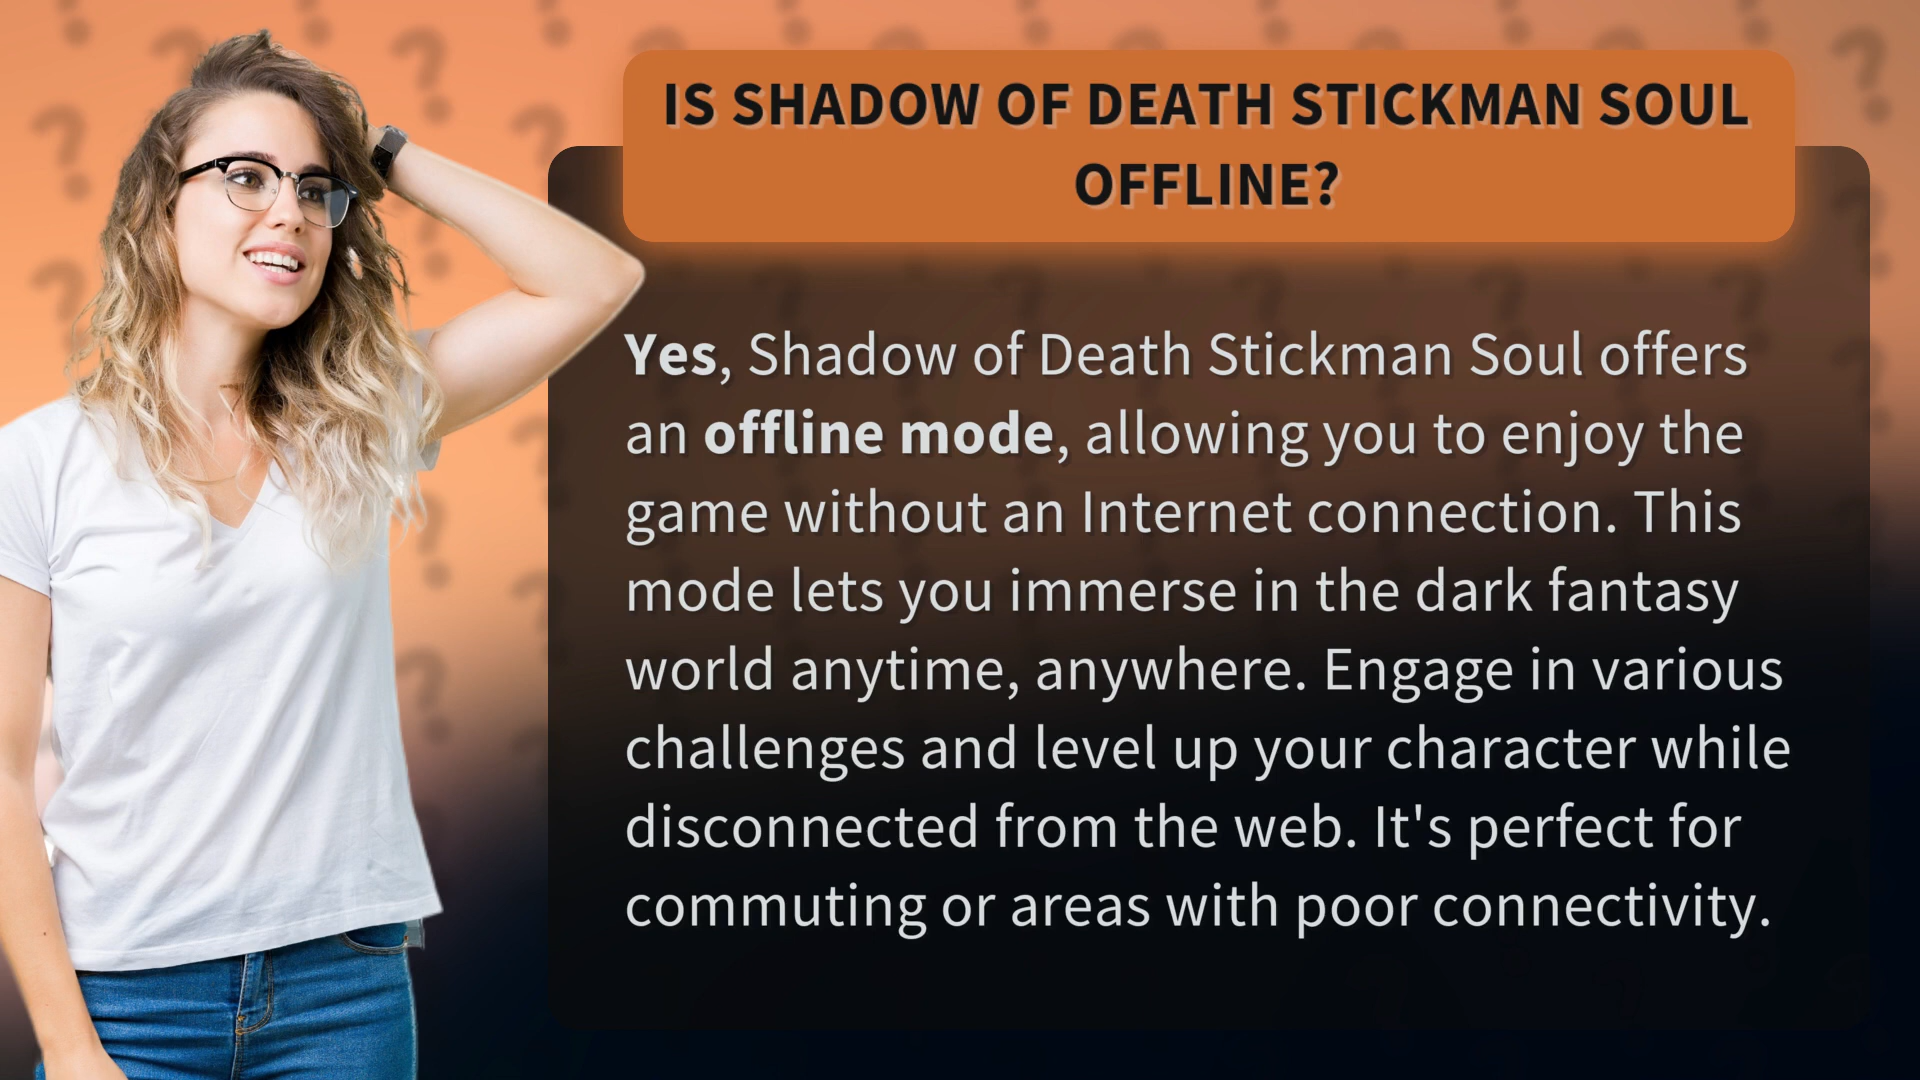 IS SHADOW OF DEATH STICKMAN SOUL
OFFLINE?
Yes, Shadow of Death Stickman Soul offers
an offline mode, allowing you to enjoy the
game without an Internet connection. This
mode lets you immerse in the dark fantasy
world anytime, anywhere. Engage in various
challenges and level up your character while
disconnected from the web. It's perfect for
commuting or areas with poor connectivity.